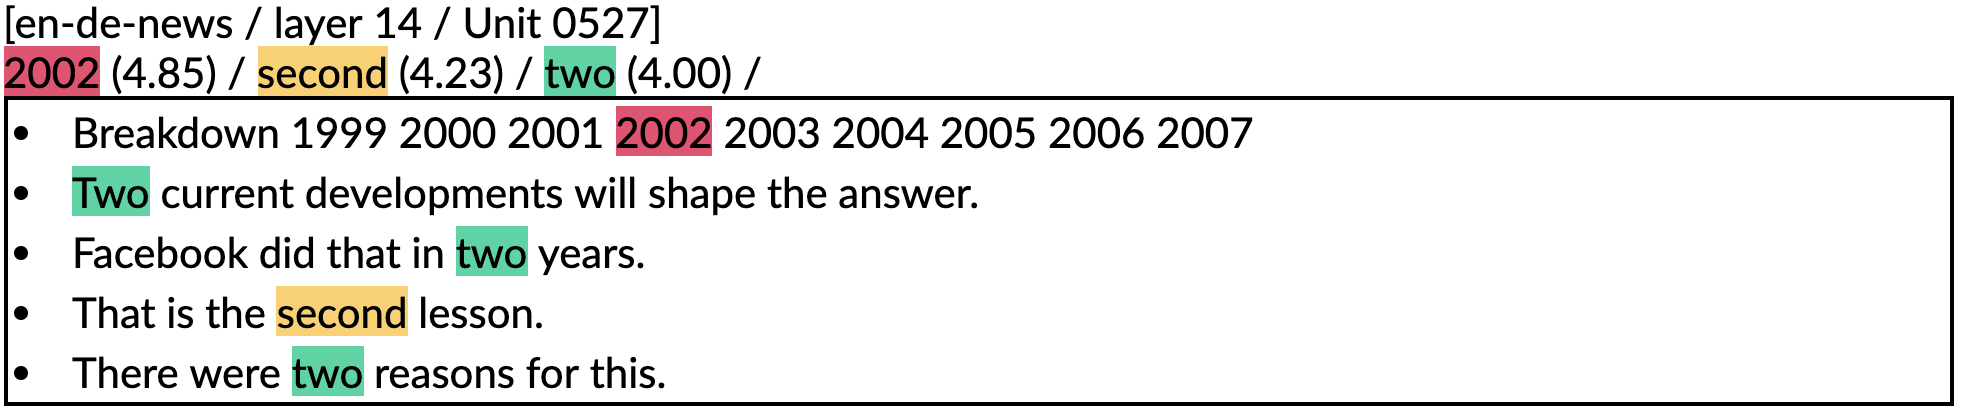 [en-de-news / layer 14 / Unit 0527]
2002 (4.85) / second (4.23) / two (4.00) /
• Breakdown 1999 2000 2001 2002 2003 2004 2005 2006 2007
• Two current developments will shape the answer.
• Facebook did that in two years.
• That is the second lesson.
• There were two reasons for this.